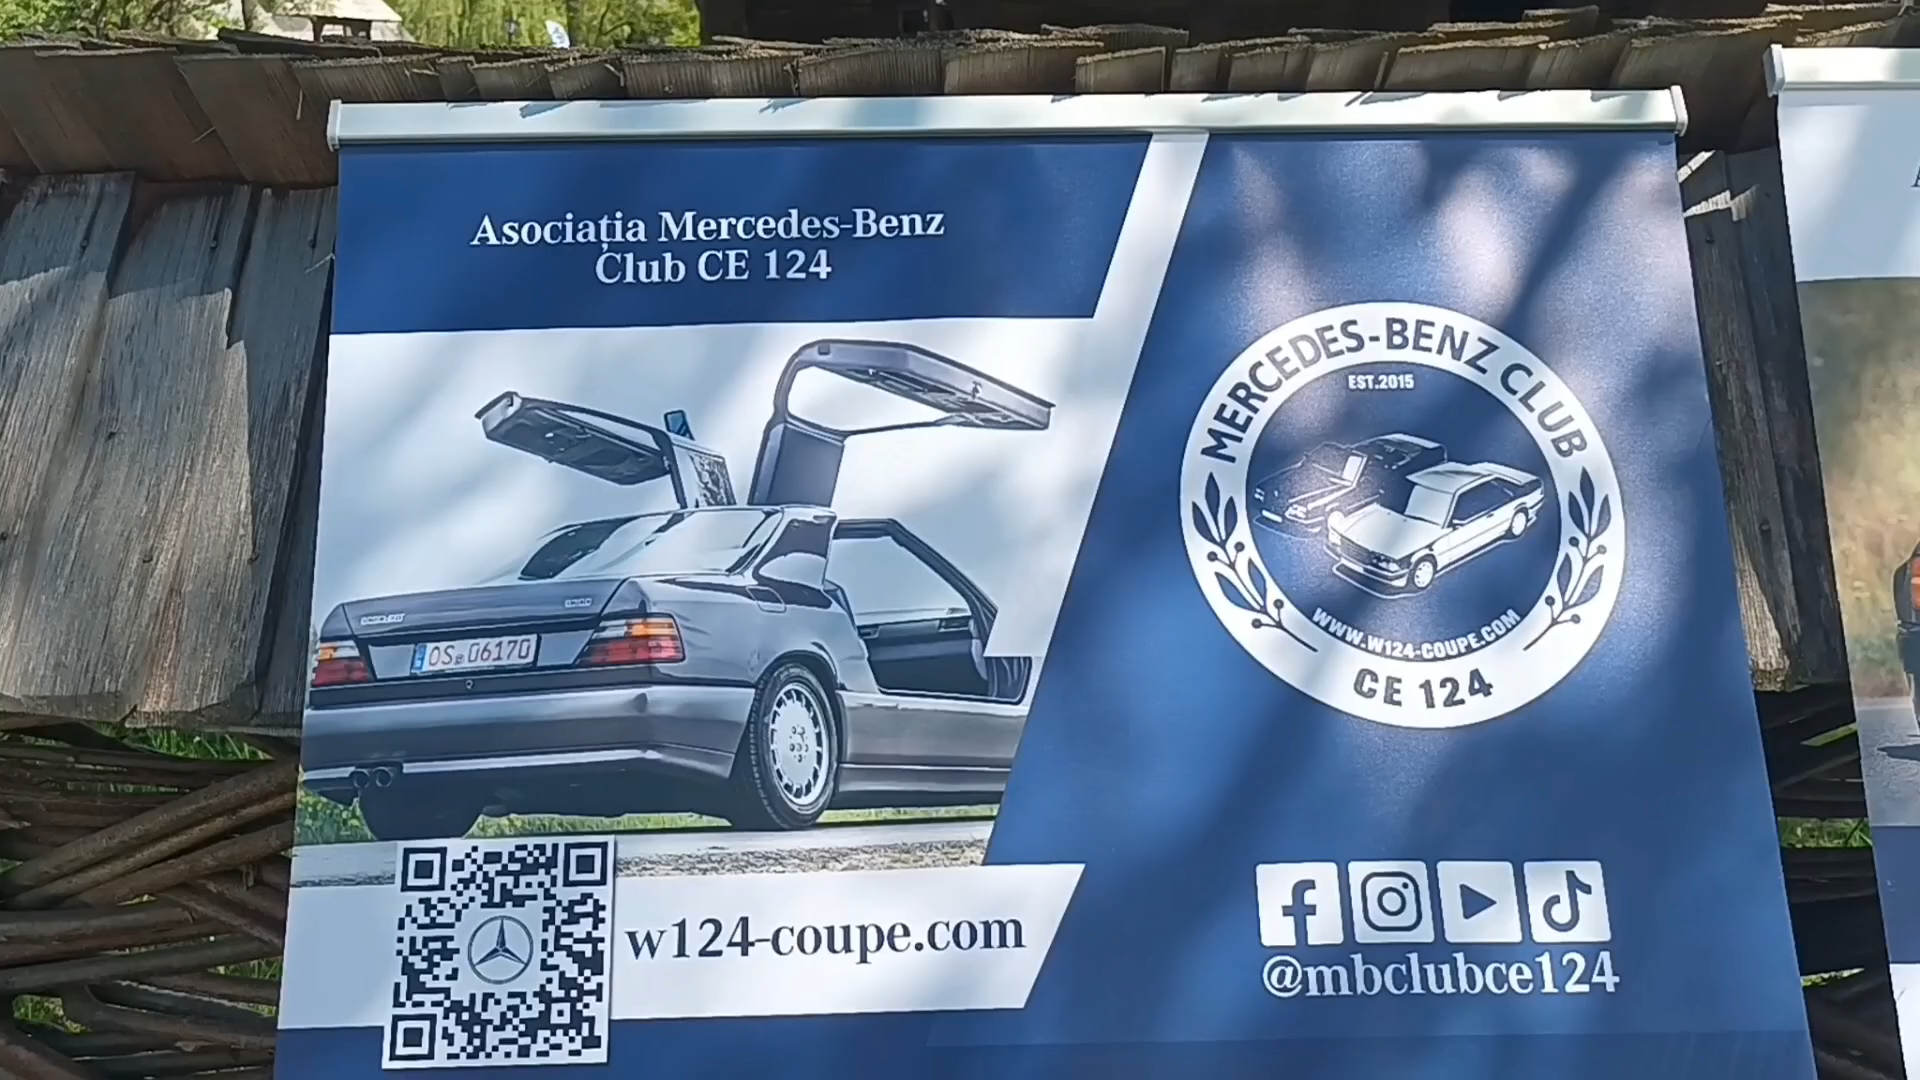 Asociația Mercedes-Benz
Club CE 124
MERCEDES-BENZ CLUB
EST.2015
WWW.W124-COUPE.COM
CE 124
OS 06170
w124-coupe.com
@mbclubce124